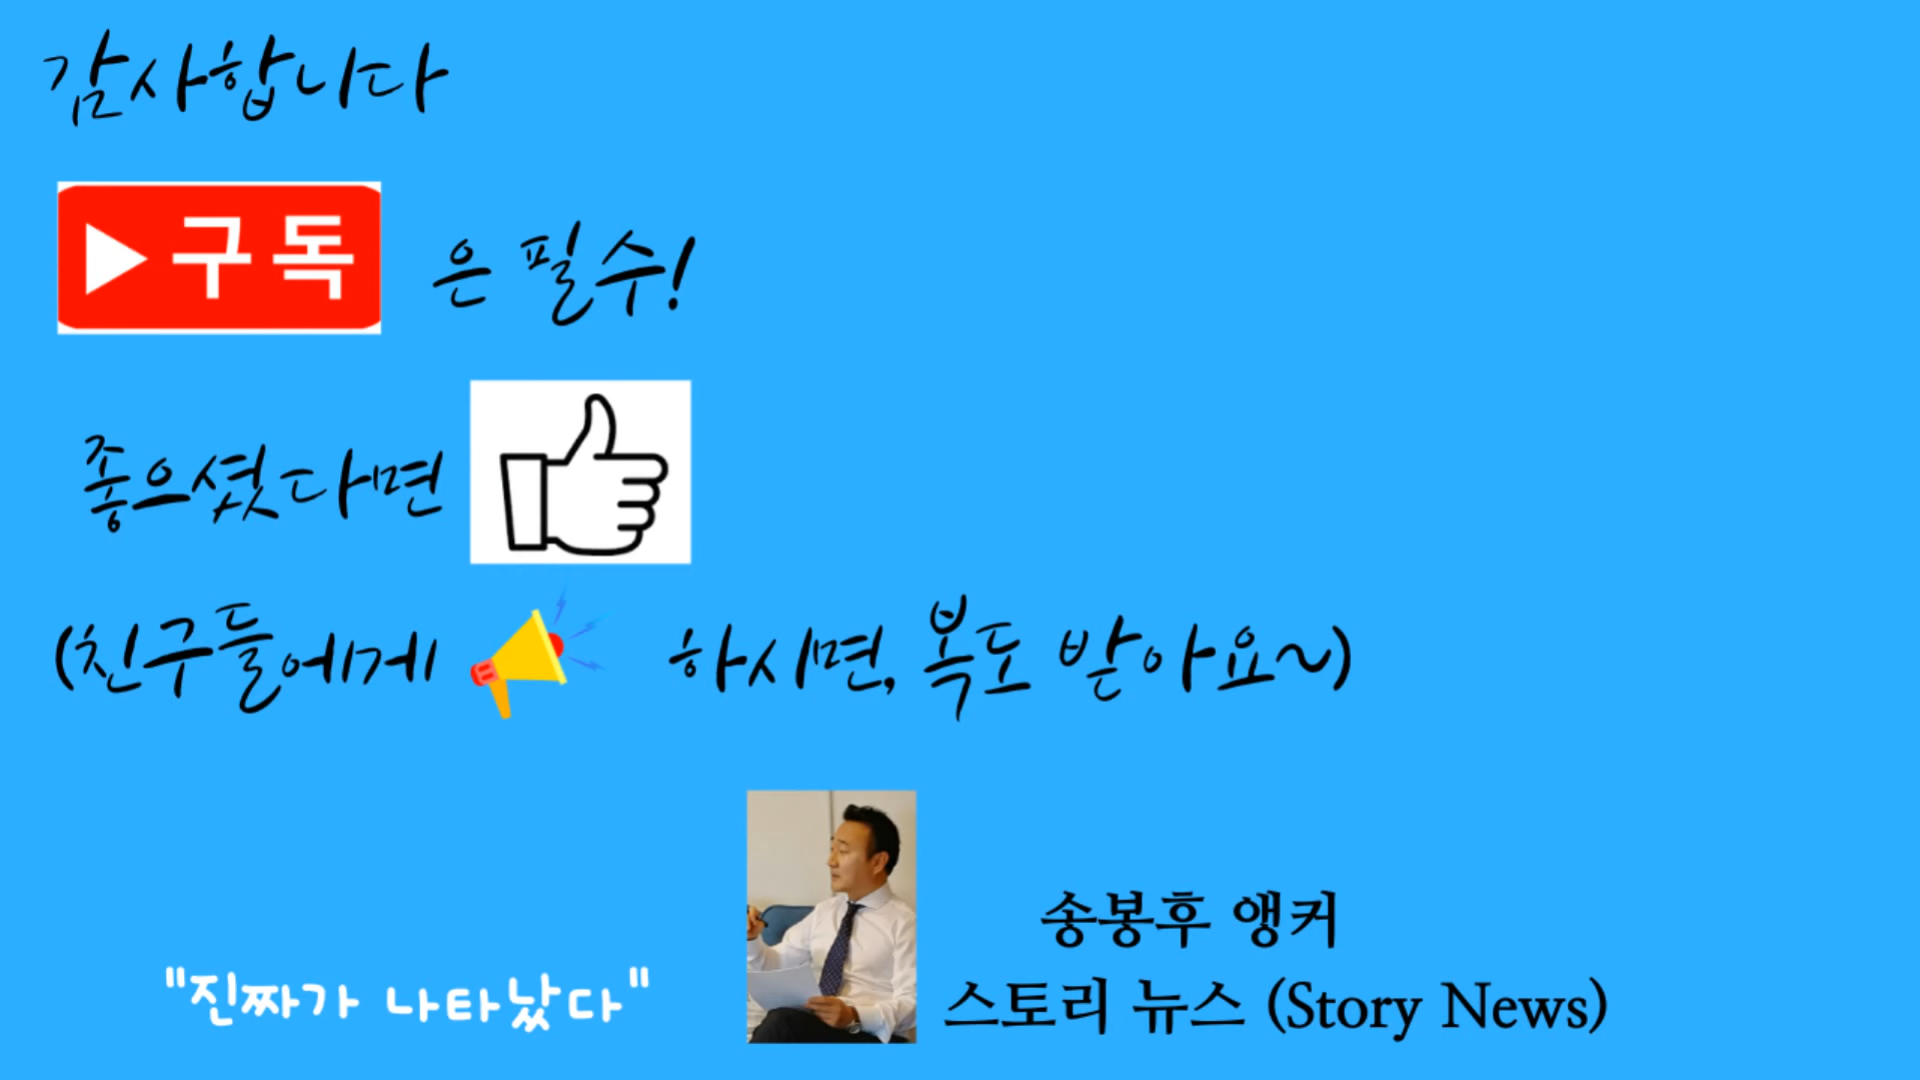 감사합니다
구독 은 필수!
좋으셨다면
(친구들에게 하시면, 복도 받아요~)
송봉후 앵커
"진짜가 나타났다"
스토리 뉴스 (Story News)